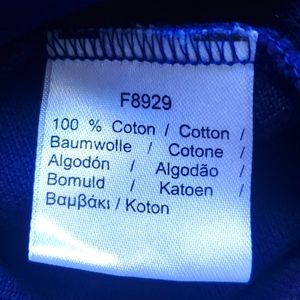 F8929
100 % Coton / Cotton /
Baumwolle / Cotone /
Algodón / Algodão /
Bomuld / Katoen /
Βαμβάκι / Koton